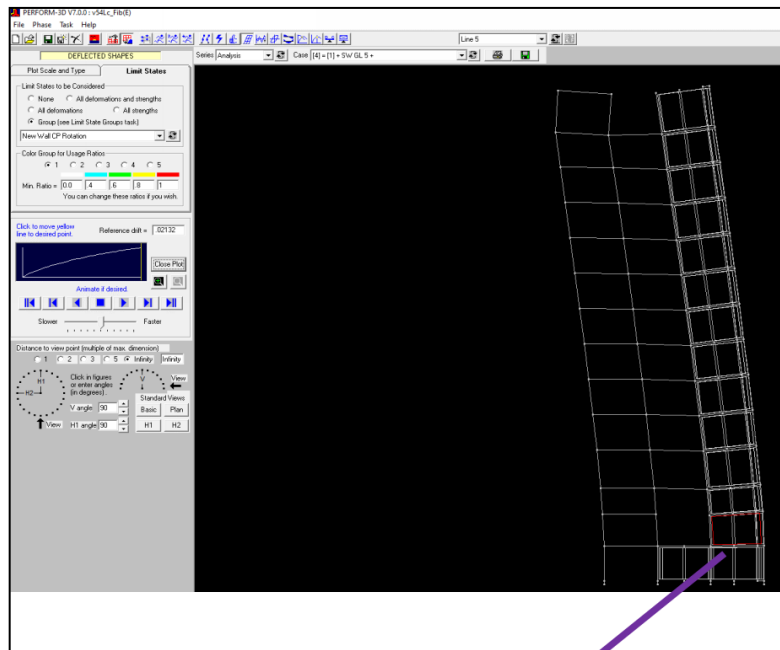 PERFORM-3D V7.0.0 : v54Lc_Fib(E)
File Phase Task Help
Line 5
DEFLECTED SHAPES
Series Analysis Case [4] = [1] + SW GL 5 +
Plot Scale and Type Limit States
Limit States to be Considered
None All deformations and strengths
All deformations All strengths
Group (see Limit State Groups task)
New Wall CP Rotation
Color Group for Usage Ratios
1 2 3 4 5
Min. Ratio = 0.0 .4 .6 .8 1
You can change these ratios if you wish.
Click to move yellow
line to desired point.
Reference drift = .02132
Close Plot
Animate if desired.
Slower Faster
Distance to view point (multiple of max. dimension)
1 2 3 5 Infinity Infinity
H1
H2
Click in figures
or enter angles
(in degrees).
V
View
Standard Views
V angle 90 Basic Plan
View H1 angle 90 H1 H2